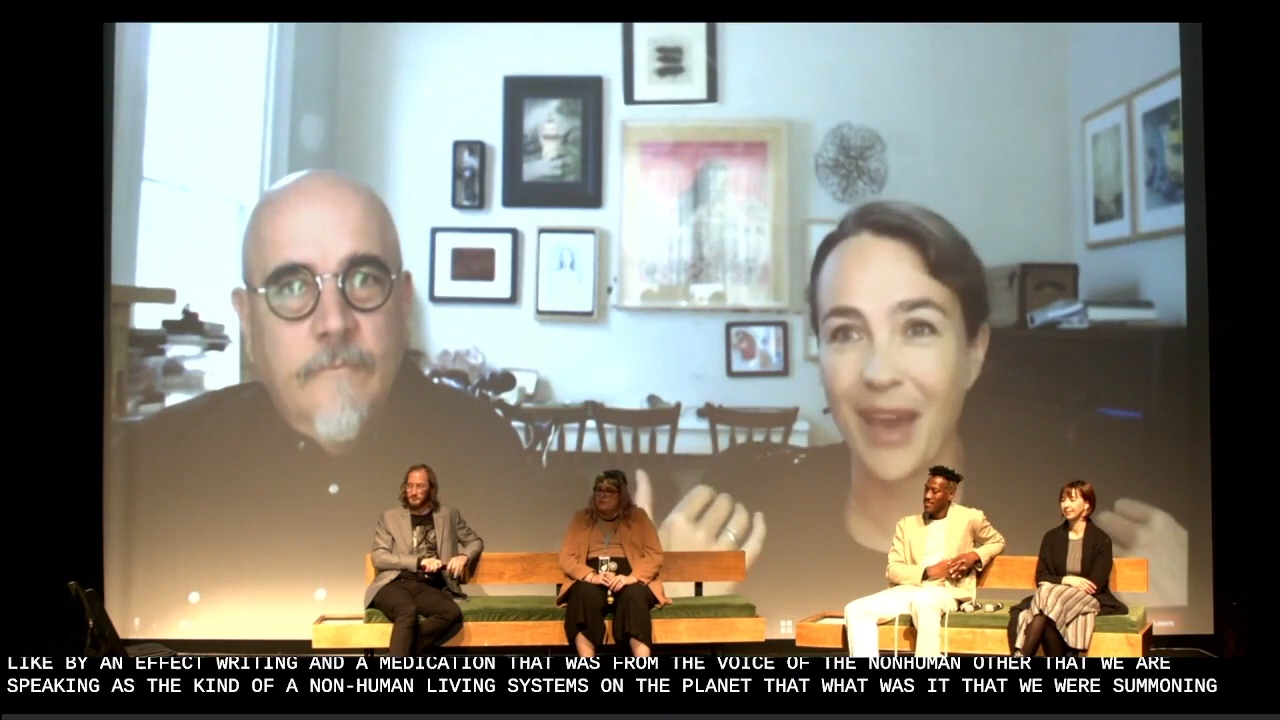 LIKE BY AN EFFECT WRITING AND A MEDICATION THAT WAS FROM THE VOICE OF THE NONHUMAN OTHER THAT WE ARE
SPEAKING AS THE KIND OF A NON-HUMAN LIVING SYSTEMS ON THE PLANET THAT WHAT WAS IT THAT WE WERE SUMMONING